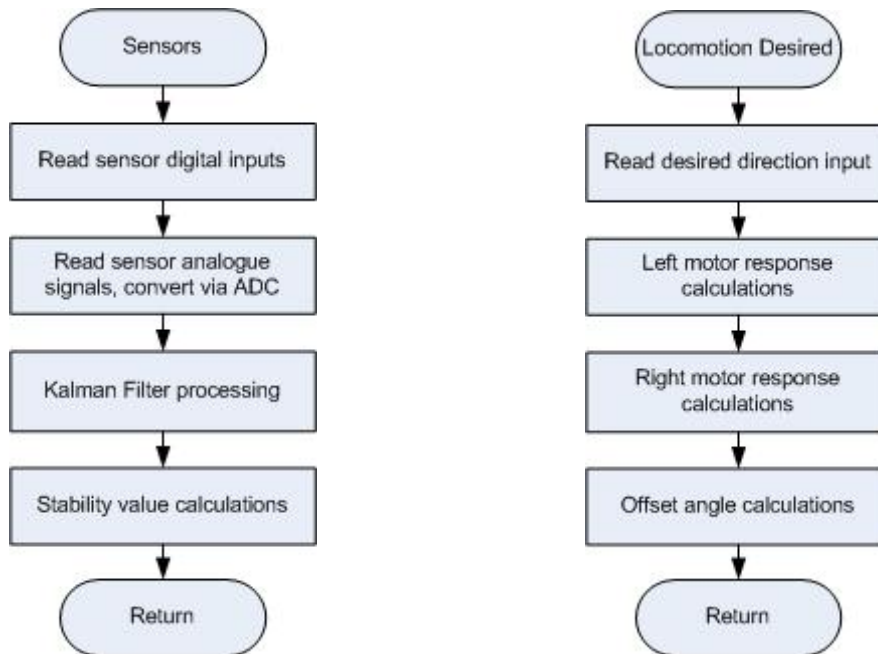 Sensors
Read sensor digital inputs
Read sensor analogue
signals, convert via ADC
Kalman Filter processing
Stability value calculations
Return
Locomotion Desired
Read desired direction input
Left motor response
calculations
Right motor response
calculations
Offset angle calculations
Return